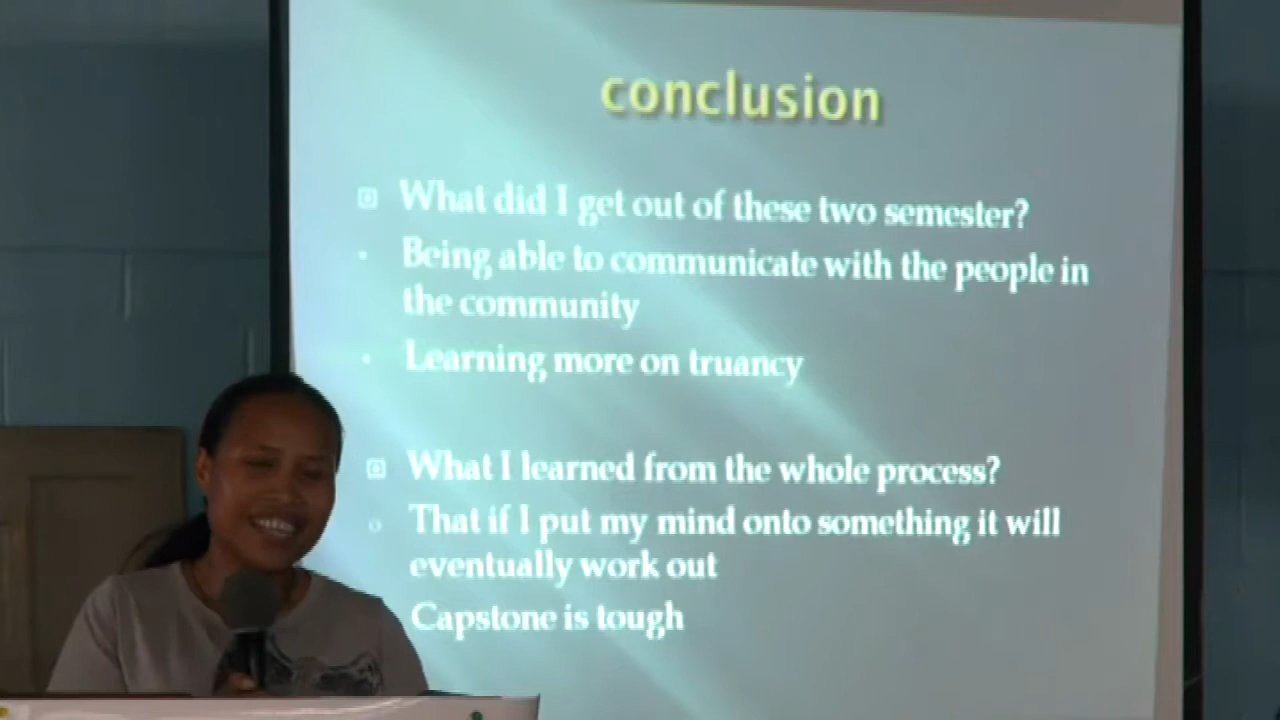 conclusion
What did I get out of these two semester?
Being able to communicate with the people in
the community
Learning more on truancy
What I learned from the whole process?
That if I put my mind onto something it will
eventually work out
Capstone is tough